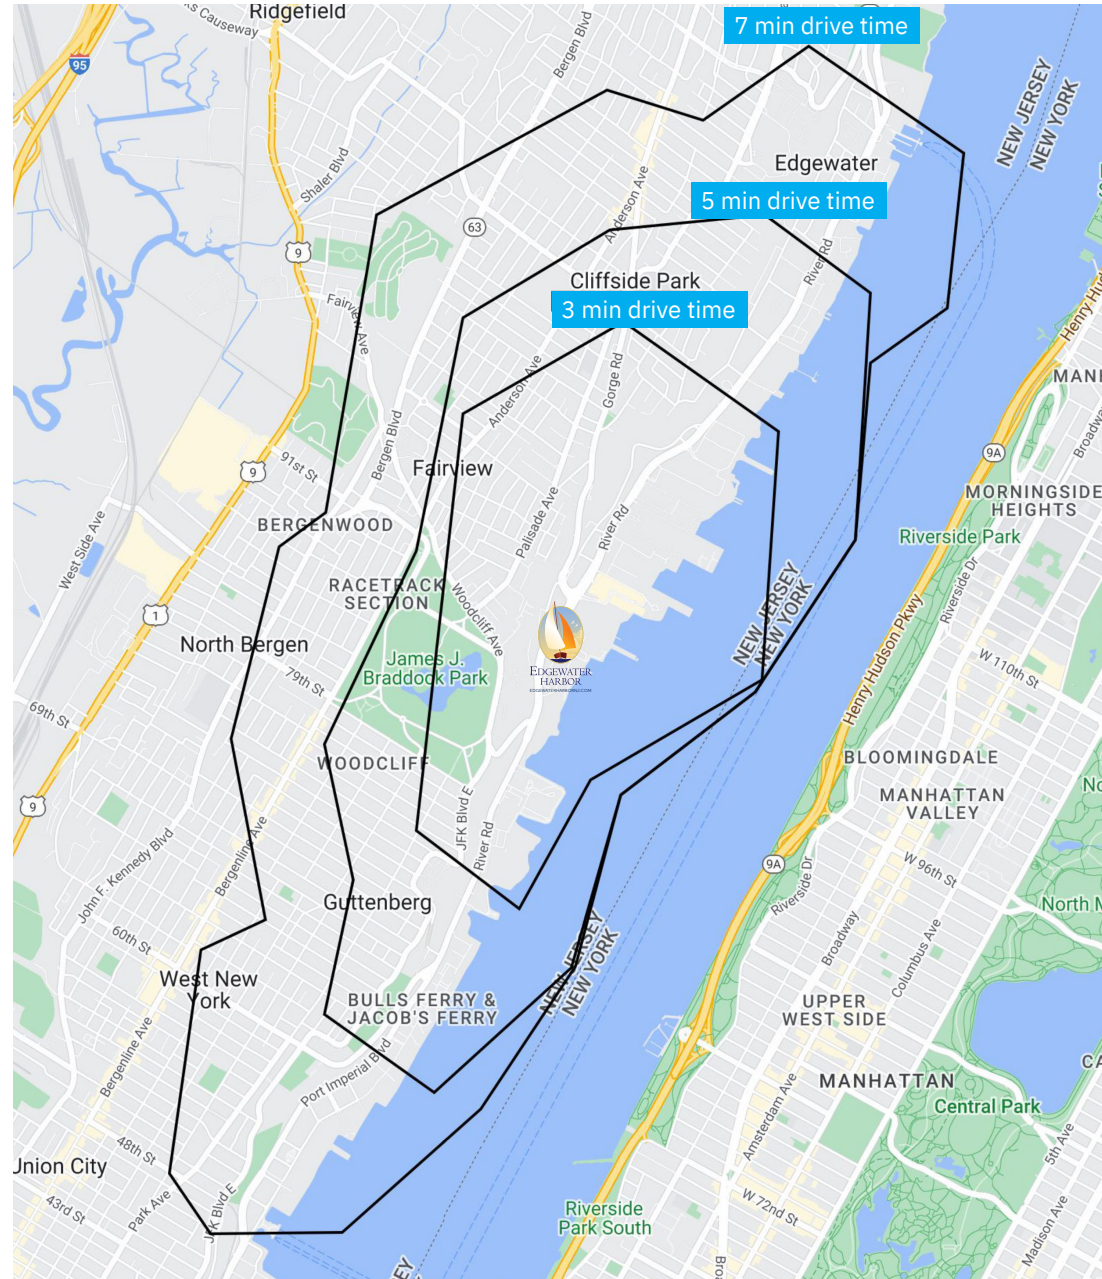 Ridgefield
ks Causeway
7 min drive time
95
Bergen Blvd
NEW JERSEY
NEW YORK
Shaler Blvd
Anderson Ave
Edgewater
5 min drive time
63
9
River Rd
Cliffside Park
3 min drive time
Fairview Ave
Henry Hud
Gorge Rd
Anderson Ave
MANH
Broadway
Bergen Blvd
Fairview
91st St
9
9A
MORNINGSIDE
HEIGHTS
BERGENWOOD
Palisade Ave
River Rd
Riverside Park
West Side Ave
RACETRACK
SECTION
Woodcliff Ave
NEW JERSEY
NEW YORK
Riverside Dr
1
North Bergen
James J.
Braddock Park
EDGEWATER
HARBOR
EDGEWATERHARBORNJ.COM
Henry Hudson Pkwy
W 110th St
79th St
69th St
WOODCLIFF
BLOOMINGDALE
MANHATTAN
VALLEY
9
JFK Blvd E
River Rd
Bergenline Ave
John F. Kennedy Blvd
9A
W 96th St
Riverside Dr
Guttenberg
North M
60th St
Broadway
Columbus Ave
NEW JERSEY
NEW YORK
West New
York
BULLS FERRY &
JACOB'S FERRY
UPPER
WEST SIDE
Bergenline Ave
Port Imperial Blvd
CA
MANHATTAN
Amsterdam Ave
Central Park
48th St
5th Ave
Union City
43rd St
Park Ave
JFK Blvd E
W 72nd St
Riverside
Park South
Madison Ave
Broa
EY